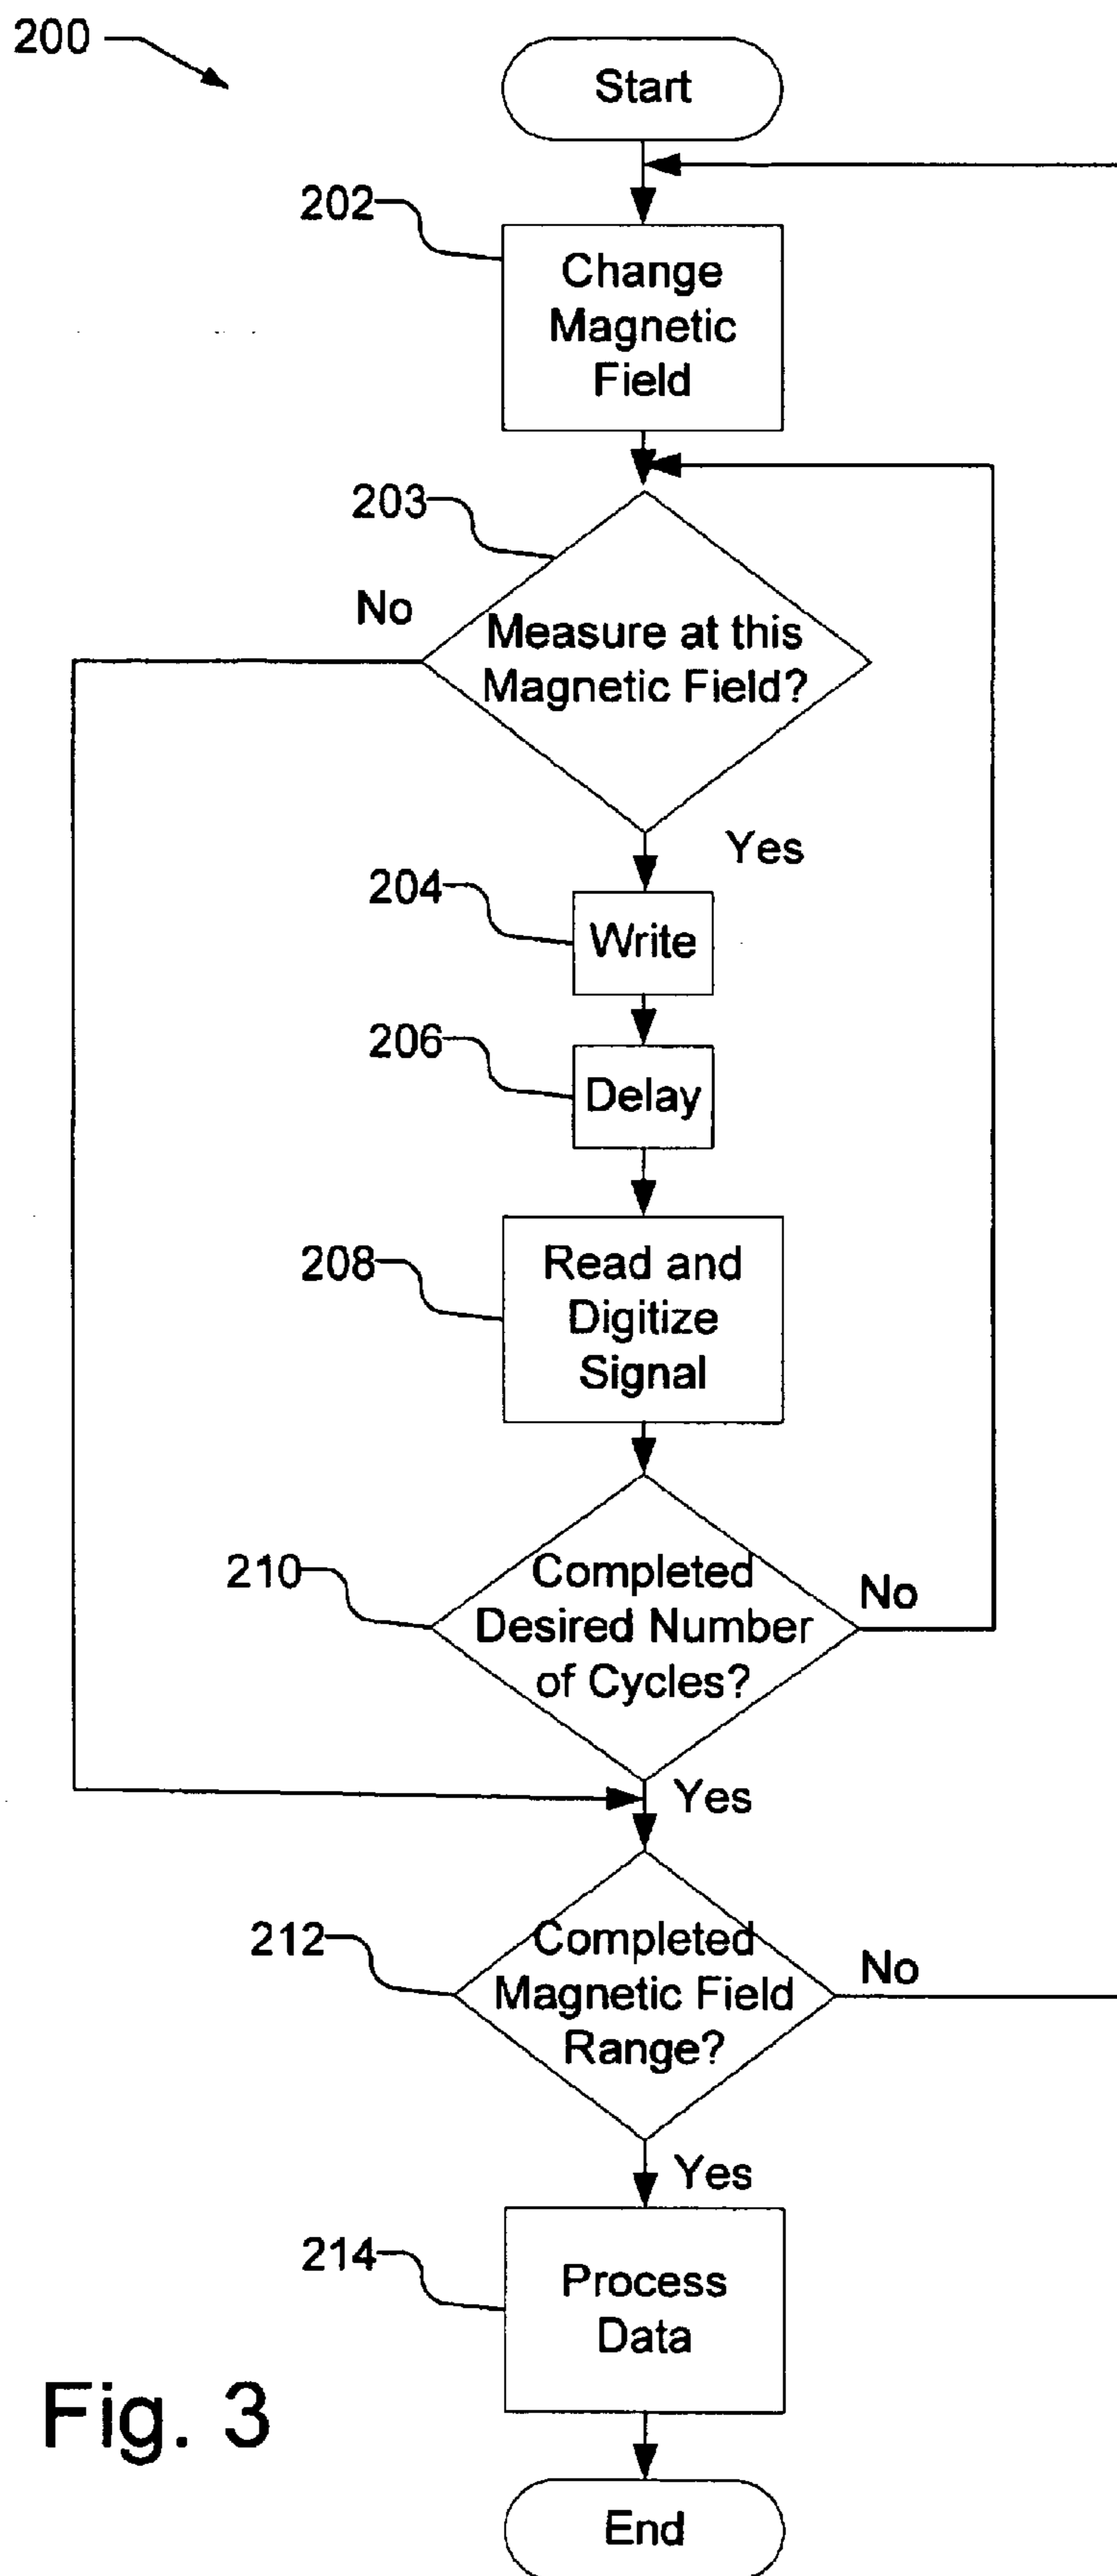 200
Start
202
Change
Magnetic
Field
203
No
Measure at this
Magnetic Field?
Yes
204
Write
206
Delay
208
Read and
Digitize
Signal
210
Completed
Desired Number
of Cycles?
No
Yes
212
Completed
Magnetic Field
Range?
No
Yes
214
Process
Data
Fig. 3
End